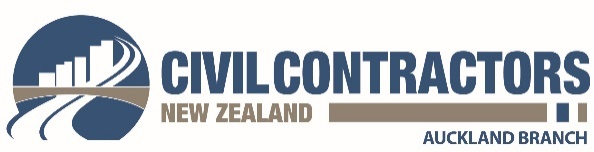 CIVIL CONTRACTORS
NEW ZEALAND
AUCKLAND BRANCH